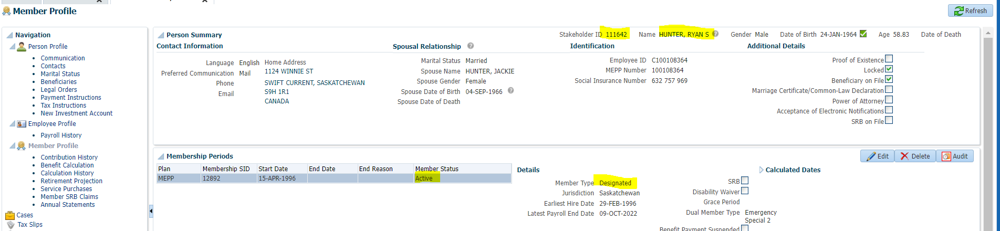 Member Profile
Refresh
Navigation
Person Profile
Communication
Contacts
Marital Status
Beneficiaries
Legal Orders
Payment Instructions
Tax Instructions
New Investment Account
Employee Profile
Payroll History
Member Profile
Contribution History
Benefit Calculation
Calculation History
Retirement Projection
Service Purchases
Member SRB Claims
Annual Statements
Cases
Tax Slips
Person Summary
Stakeholder ID 111642 Name HUNTER, RYAN S Gender Male Date of Birth 24-JAN-1964 Age 58.83 Date of Death
Contact Information
Language English
Preferred Communication Mail
Phone
Email
Home Address
1124 WINNIE ST
SWIFT CURRENT, SASKATCHEWAN
S9H 1R1
CANADA
Spousal Relationship
Marital Status Married
Spouse Name HUNTER, JACKIE
Spouse Gender Female
Spouse Date of Birth 04-SEP-1966
Spouse Date of Death
Identification
Employee ID C100108364
MEPP Number 100108364
Social Insurance Number 632 757 969
Additional Details
Proof of Existence
Locked
Beneficiary on File
Marriage Certificate/Common-Law Declaration
Power of Attorney
Acceptance of Electronic Notifications
SRB on File
Membership Periods
Edit Delete Audit
Plan Membership SID Start Date End Date End Reason Member Status
MEPP 12892 15-APR-1996 Active
Details
Member Type Designated
Jurisdiction Saskatchewan
Earliest Hire Date 29-FEB-1996
Latest Payroll End Date 09-OCT-2022
Calculated Dates
SRB
Disability Waiver
Grace Period
Dual Member Type Emergency
Special 2
Benefit Payment Suspended